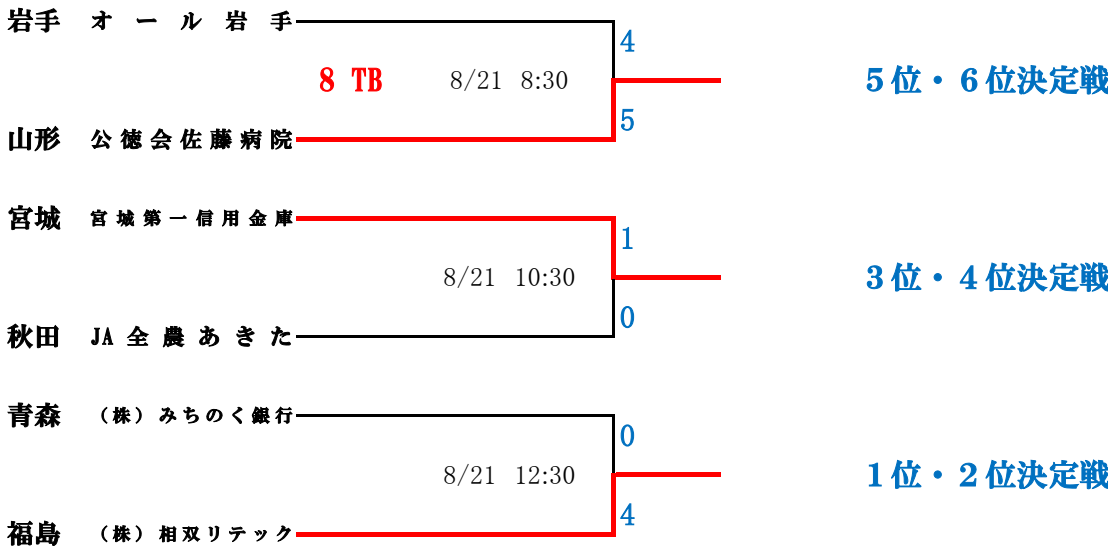 岩手 オール岩手
4
8 TB 8/21 8:30 5位・6位決定戦
5
山形 公徳会佐藤病院
宮城 宮城第一信用金庫
1
8/21 10:30 3位・4位決定戦
0
秋田 JA全農あきた
青森 （株）みちのく銀行
0
8/21 12:30 1位・2位決定戦
4
福島 （株）相双リテック